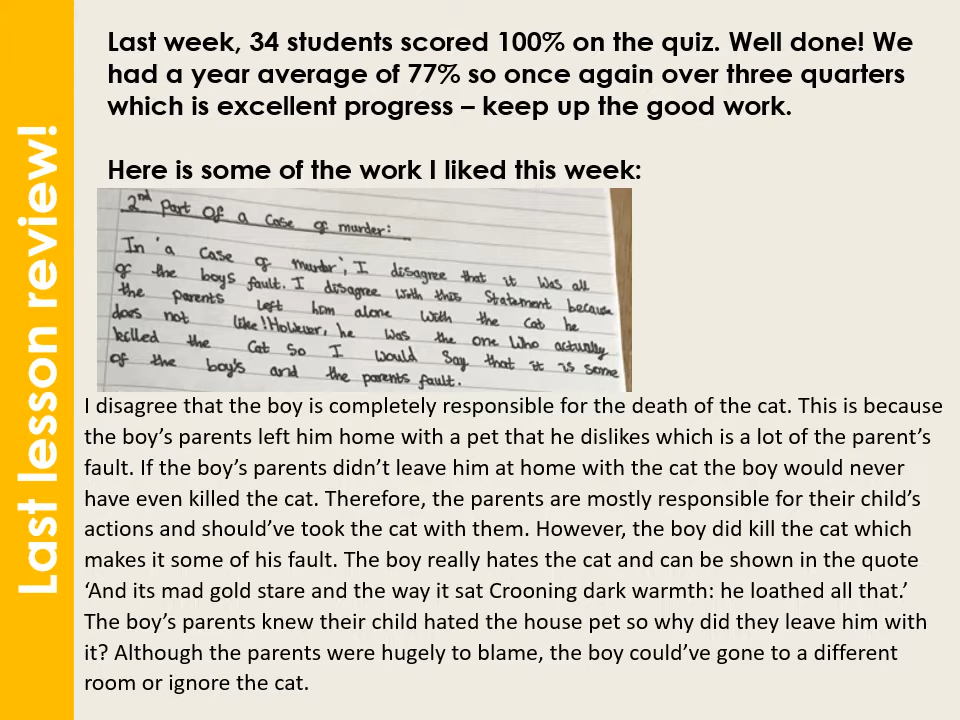 Last lesson review!
Last week, 34 students scored 100% on the quiz. Well done! We
had a year average of 77% so once again over three quarters
which is excellent progress – keep up the good work.
Here is some of the work I liked this week:
2nd Part Of a Case of murder:
In 'a Case of murder', I disagree that it Was all
of the boys fault. I disagree with this Statement because
the parents left him alone with the cat he
does not like! However, he was the one Who actually
killed the Cat so I would Say that it is some
of the boy's and the parents fault.
I disagree that the boy is completely responsible for the death of the cat. This is because
the boy’s parents left him home with a pet that he dislikes which is a lot of the parent’s
fault. If the boy’s parents didn’t leave him at home with the cat the boy would never
have even killed the cat. Therefore, the parents are mostly responsible for their child’s
actions and should’ve took the cat with them. However, the boy did kill the cat which
makes it some of his fault. The boy really hates the cat and can be shown in the quote
‘And its mad gold stare and the way it sat Crooning dark warmth: he loathed all that.’
The boy’s parents knew their child hated the house pet so why did they leave him with
it? Although the parents were hugely to blame, the boy could’ve gone to a different
room or ignore the cat.